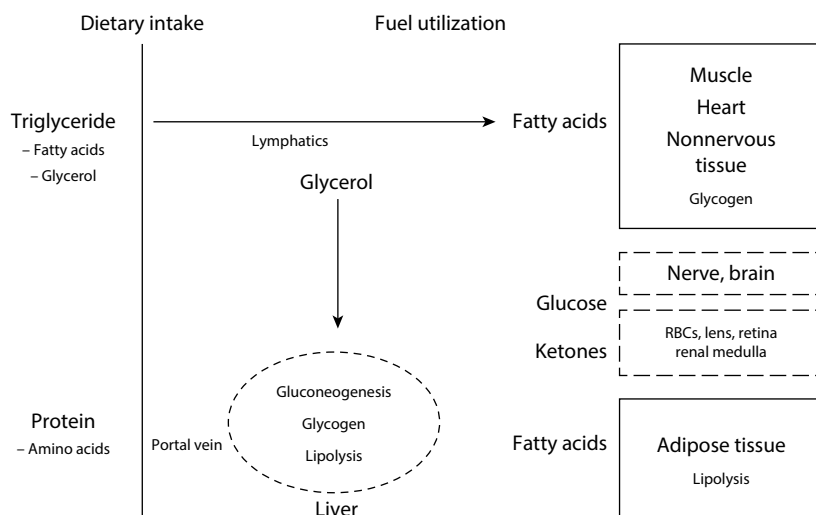 Dietary intake
Fuel utilization
Triglyceride
– Fatty acids
– Glycerol
Lymphatics
Glycerol
Fatty acids
Muscle
Heart
Nonnervous
tissue
Glycogen
Nerve, brain
Glucose
Ketones
RBCs, lens, retina
renal medulla
Protein
– Amino acids
Portal vein
Gluconeogenesis
Glycogen
Lipolysis
Liver
Fatty acids
Adipose tissue
Lipolysis